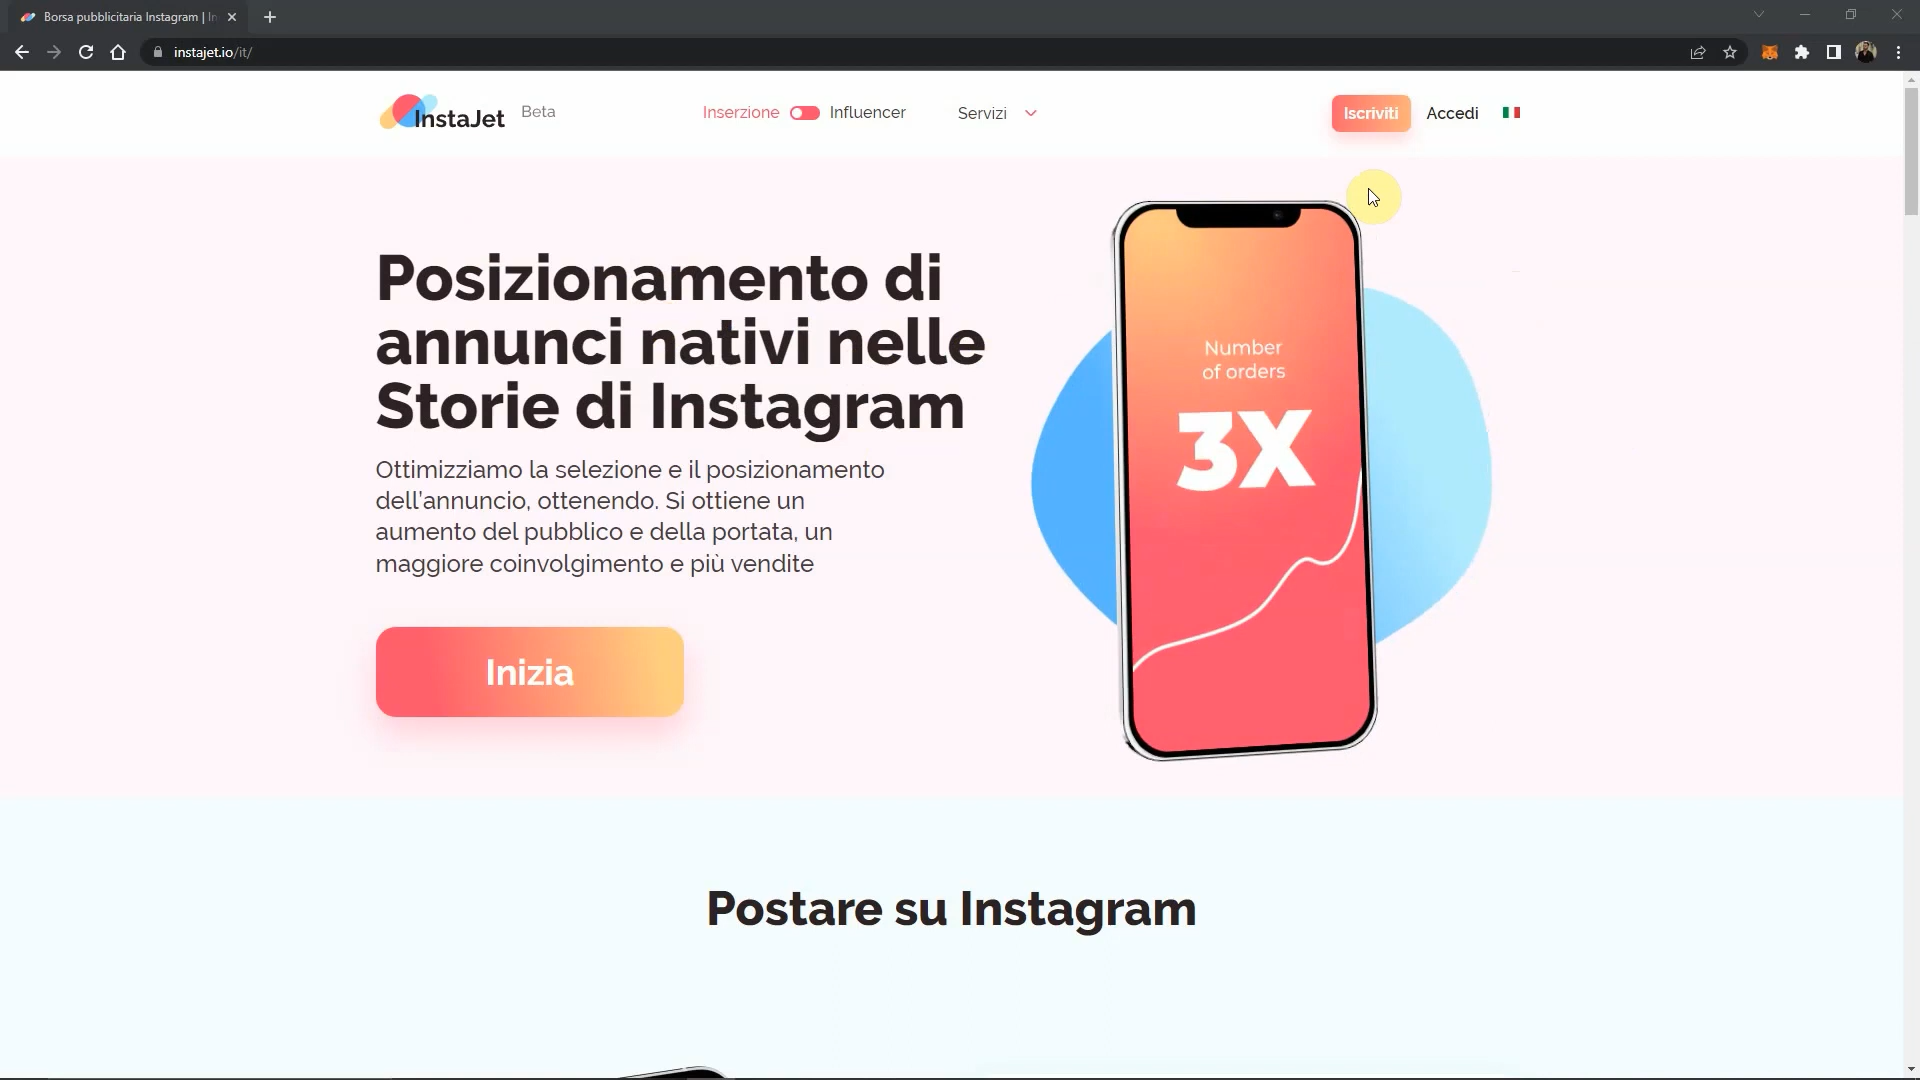 Borsa pubblicitaria Instagram | In
instajet.io/it/
InstaJet
Beta
Inserzione
Influencer
Servizi
Iscriviti
Accedi
Posizionamento di
annunci nativi nelle
Storie di Instagram
Ottimizziamo la selezione e il posizionamento
dell'annuncio, ottenendo. Si ottiene un
aumento del pubblico e della portata, un
maggiore coinvolgimento e più vendite
Inizia
Number
of orders
3X
Postare su Instagram